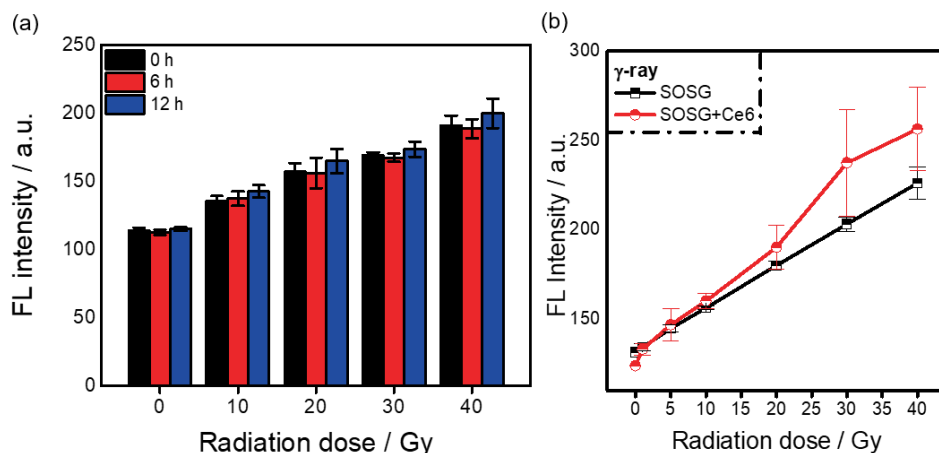 (a)
250
200
150
100
50
0
FL intensity / a.u.
0 h
6 h
12 h
0 10 20 30 40
Radiation dose / Gy
(b)
300
250
200
150
FL Intensity / a.u.
γ-ray
SOSG
SOSG+Ce6
0 5 10 15 20 25 30 35 40
Radiation dose / Gy